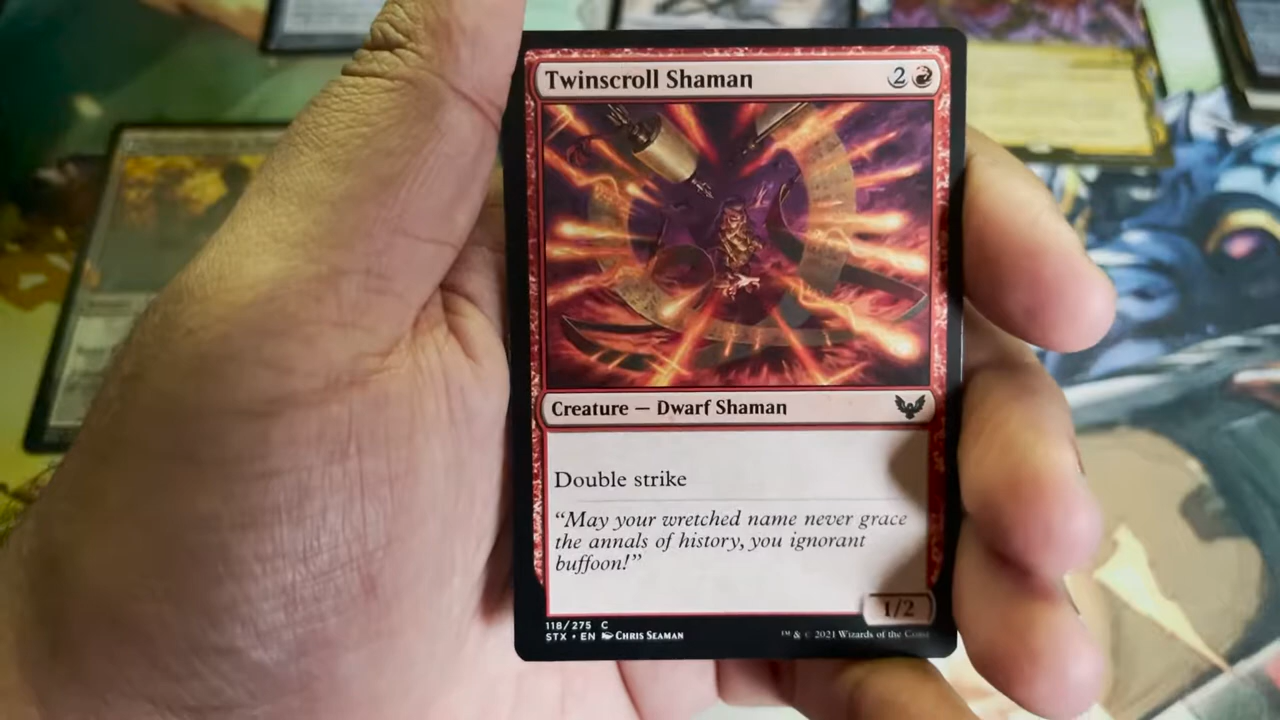 Twinscroll Shaman 2
Creature — Dwarf Shaman
Double strike
“May your wretched name never grace
the annals of history, you ignorant
buffoon!”
1/2
118/275 C
STX • EN Chris Seaman
™ & © 2021 Wizards of the Coast